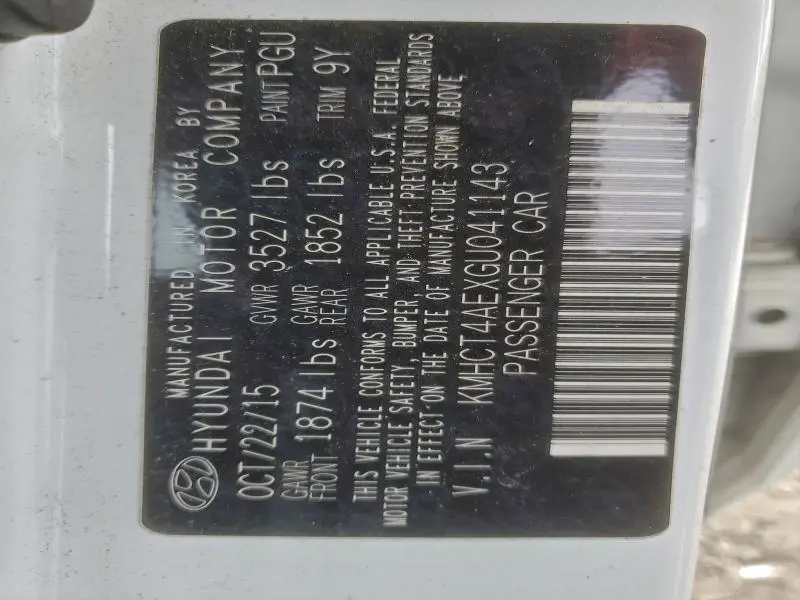 MANUFACTURED IN KOREA BY
HYUNDAI MOTOR COMPANY
OCT/22/15 GVWR 3527 lbs PAINT PGU
GAWR FRONT 1874 lbs GAWR REAR 1852 lbs TRIM 9Y
THIS VEHICLE CONFORMS TO ALL APPLICABLE U.S.A. FEDERAL
MOTOR VEHICLE SAFETY, BUMPER, AND THEFT PREVENTION STANDARDS
IN EFFECT ON THE DATE OF MANUFACTURE SHOWN ABOVE.
V.I.N KMHCT4AEXGU041143
PASSENGER CAR